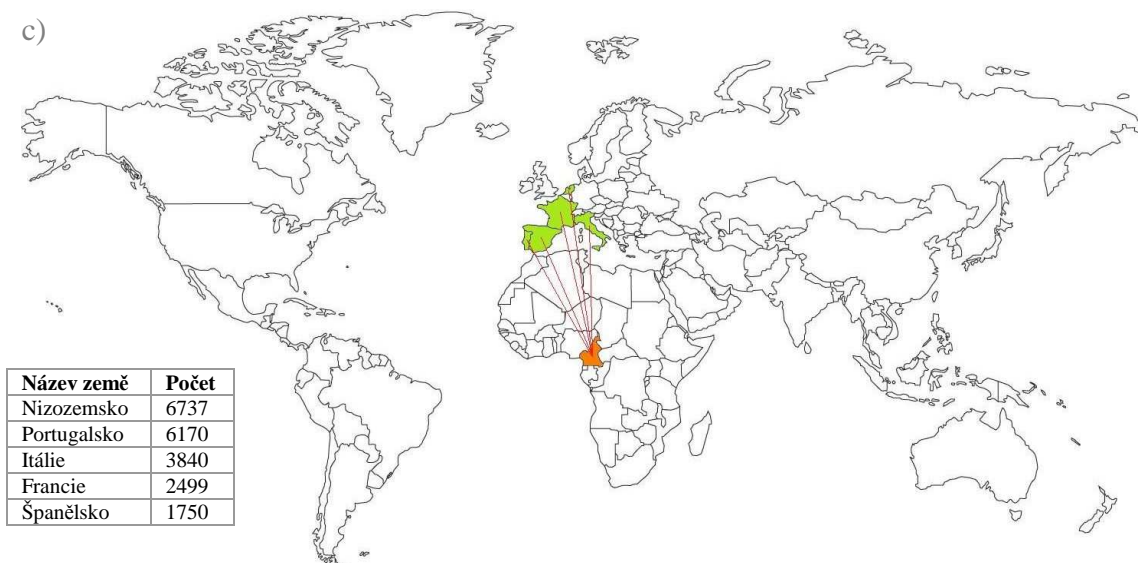 c)
Název země Počet
Nizozemsko 6737
Portugalsko 6170
Itálie 3840
Francie 2499
Španělsko 1750